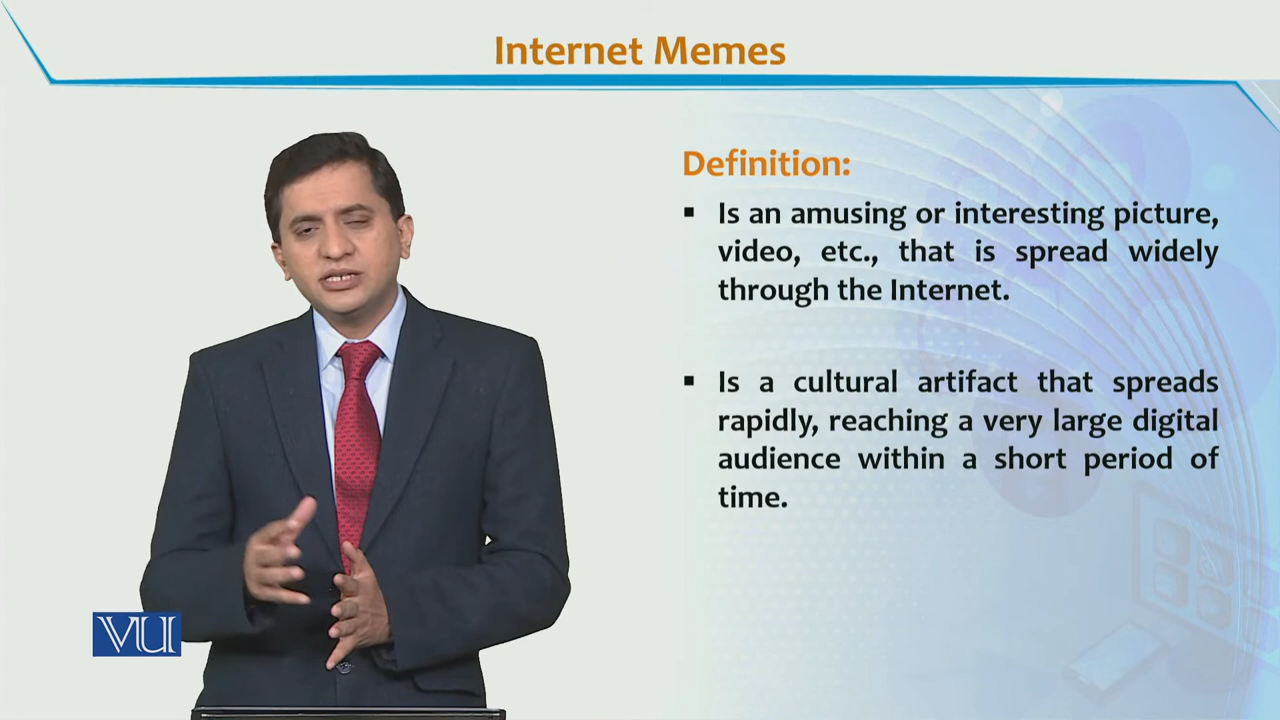 Internet Memes
Definition:
▪ Is an amusing or interesting picture,
video, etc., that is spread widely
through the Internet.
▪ Is a cultural artifact that spreads
rapidly, reaching a very large digital
audience within a short period of
time.
VU